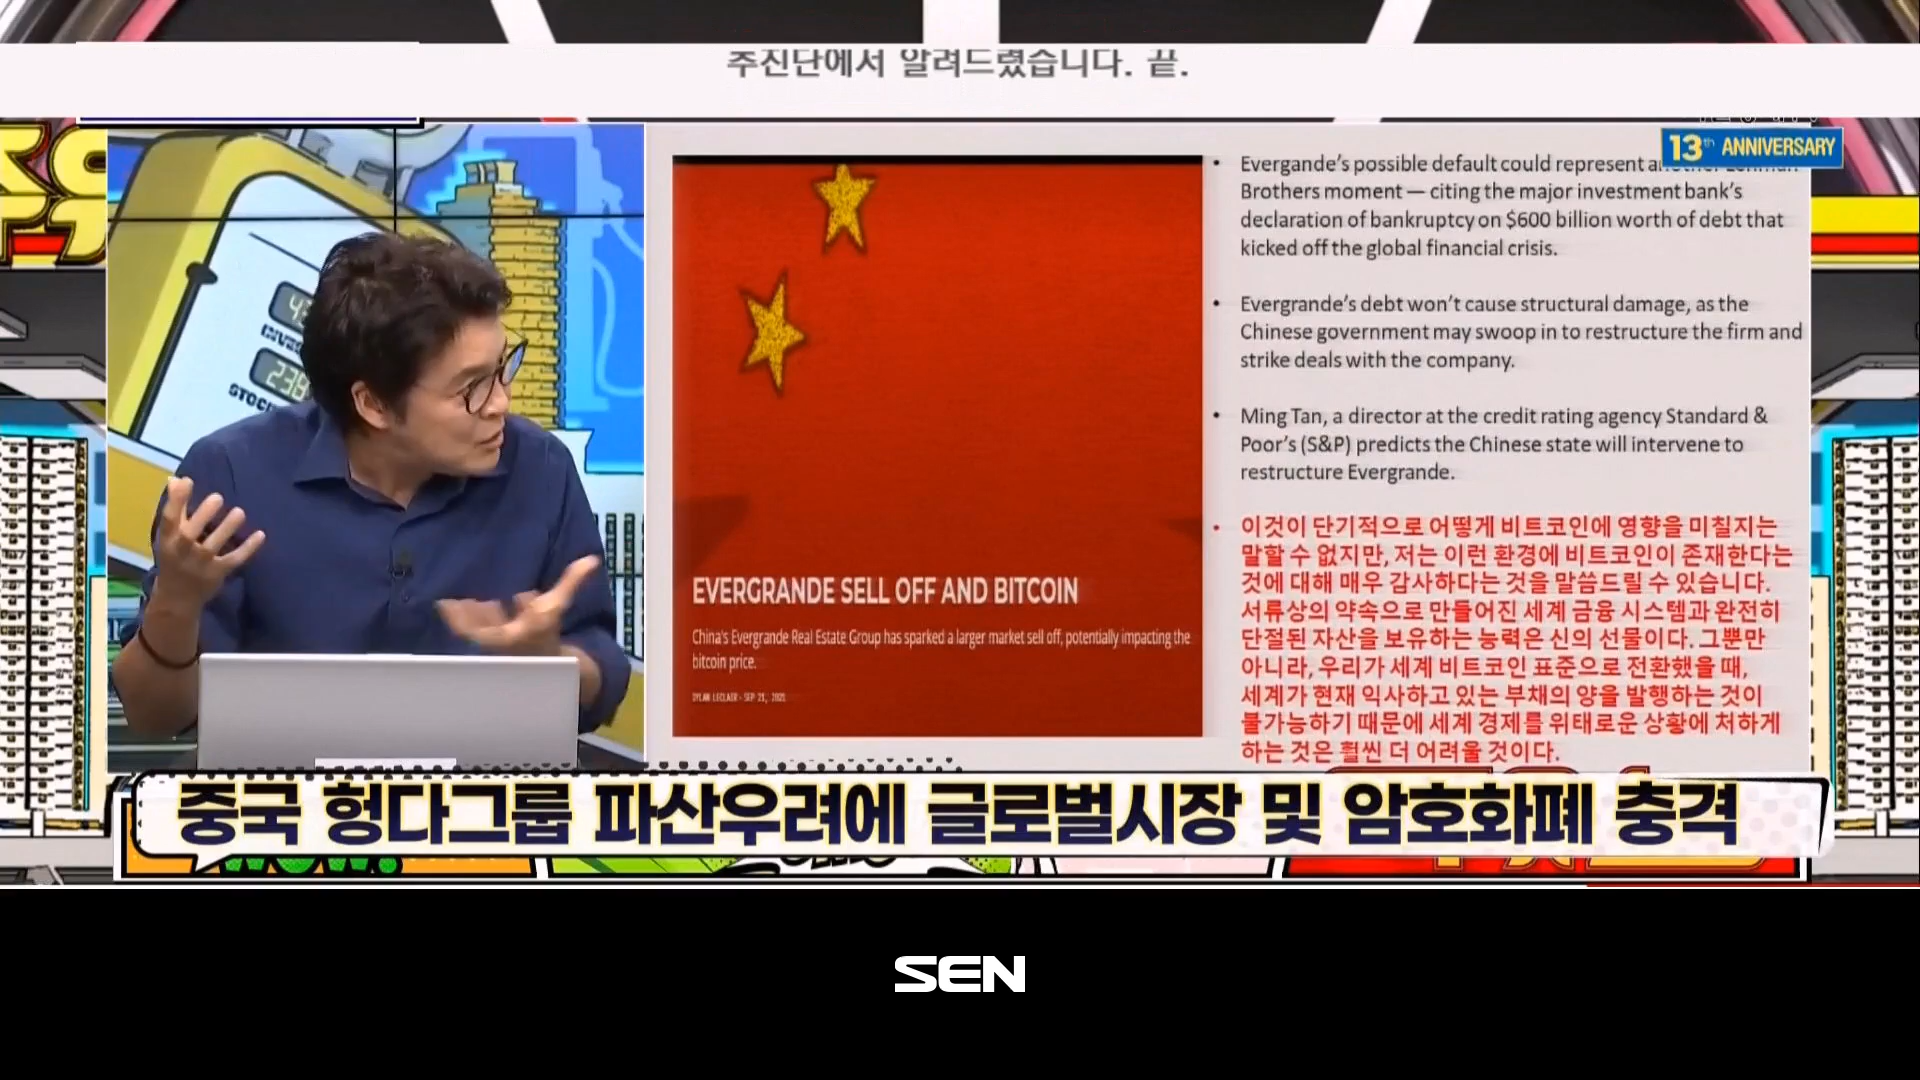 추진단에서 알려드렸습니다. 끝.
13th ANNIVERSARY
• Evergande's possible default could represent another Lehman
Brothers moment — citing the major investment bank's
declaration of bankruptcy on $600 billion worth of debt that
kicked off the global financial crisis.
• Evergrande's debt won't cause structural damage, as the
Chinese government may swoop in to restructure the firm and
strike deals with the company.
• Ming Tan, a director at the credit rating agency Standard &
Poor's (S&P) predicts the Chinese state will intervene to
restructure Evergrande.
• 이것이 단기적으로 어떻게 비트코인에 영향을 미칠지는
말할 수 없지만, 저는 이런 환경에 비트코인이 존재한다는
것에 대해 매우 감사하다는 것을 말씀드릴 수 있습니다.
서류상의 약속으로 만들어진 세계 금융 시스템과 완전히
단절된 자산을 보유하는 능력은 신의 선물이다. 그뿐만
아니라, 우리가 세계 비트코인 표준으로 전환했을 때,
세계가 현재 익사하고 있는 부채의 양을 발행하는 것이
불가능하기 때문에 세계 경제를 위태로운 상황에 처하게
하는 것은 훨씬 더 어려울 것이다.
EVERGRANDE SELL OFF AND BITCOIN
China's Evergrande Real Estate Group has sparked a larger market sell off, potentially impacting the
bitcoin price.
DYLAN LECLAIR - SEP 21, 2021
중국 헝다그룹 파산우려에 글로벌시장 및 암호화폐 충격
SEN